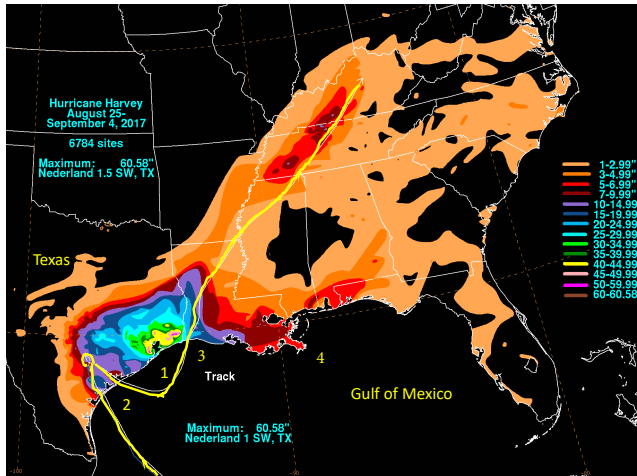 Hurricane Harvey
August 25-
September 4, 2017
6784 sites
Maximum: 60.58"
Nederland 1.5 SW, TX
1-2.99"
3-4.99"
5-6.99"
7-9.99"
10-14.99
15-19.99
20-24.99
25-29.99
30-34.99
35-39.99
40-44.99
45-49.99
50-59.99
60-60.58
Texas
1
2
3
4
Track
Gulf of Mexico
Maximum: 60.58"
Nederland 1 SW, TX
-100
-90